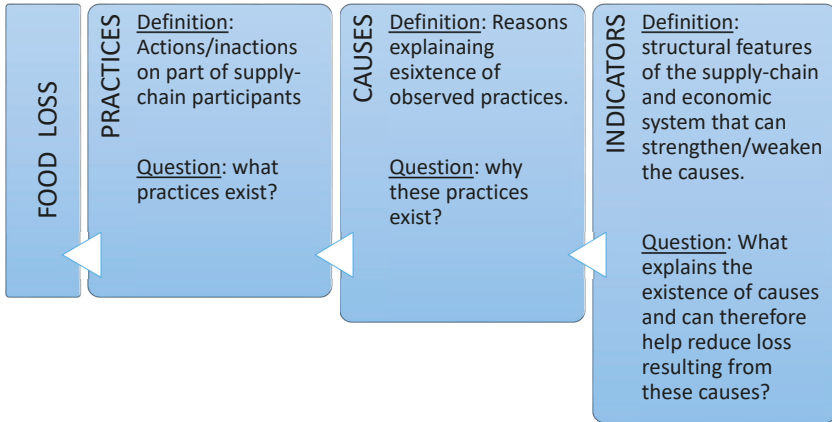 FOOD LOSS
PRACTICES
Definition:
Actions/inactions
on part of supply-
chain participants
Question: what
practices exist?
CAUSES
Definition: Reasons
explainaing
esixtence of
observed practices.
Question: why
these practices
exist?
INDICATORS
Definition:
structural features
of the supply-chain
and economic
system that can
strengthen/weaken
the causes.
Question: What
explains the
existence of causes
and can therefore
help reduce loss
resulting from
these causes?